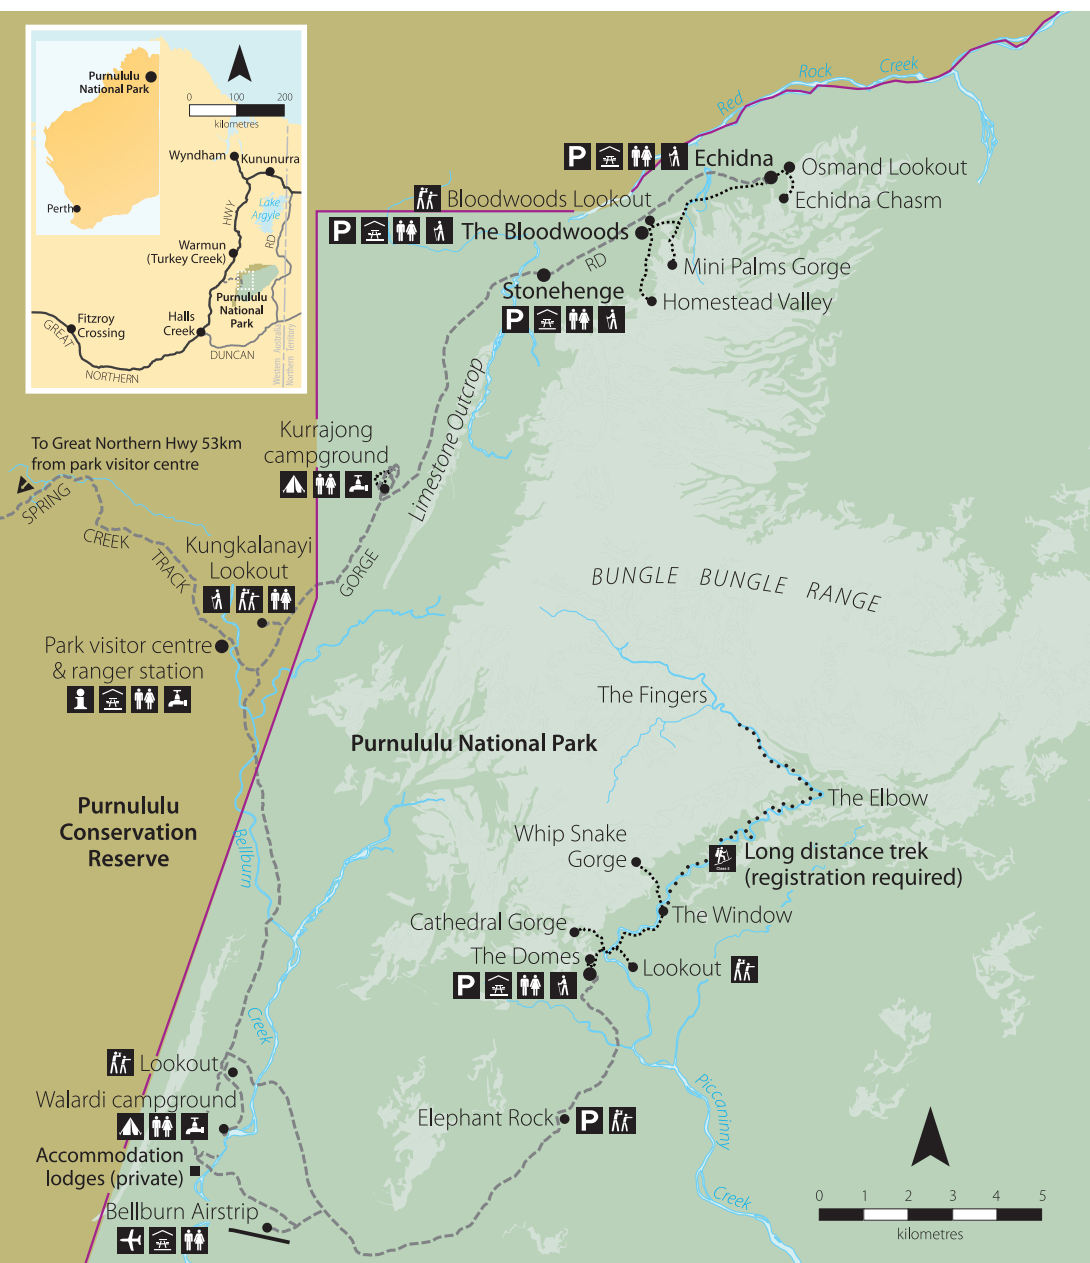 Purnululu
National Park
0 100 200
kilometres
Wyndham
Kununurra
Lake
Argyle
HWY
RD
Perth
Warmun
(Turkey Creek)
Purnululu
National
Park
Fitzroy
Crossing
Halls
Creek
GREAT
NORTHERN
DUNCAN
Western Australia
Northern Territory
Red Rock Creek
P
Echidna
Osmand Lookout
Echidna Chasm
Bloodwoods Lookout
P
The Bloodwoods
RD
Mini Palms Gorge
Homestead Valley
Stonehenge
P
Limestone Outcrop
Kurrajong
campground
To Great Northern Hwy 53km
from park visitor centre
SPRING
CREEK
TRACK
Kungkalanayi
Lookout
GORGE
BUNGLE BUNGLE RANGE
Park visitor centre
& ranger station
The Fingers
Purnululu National Park
Purnululu
Conservation
Reserve
The Elbow
Whip Snake
Gorge
Class 5
Long distance trek
(registration required)
Bellburn
The Window
Cathedral Gorge
The Domes
P
Lookout
Creek
Lookout
Walardi campground
Elephant Rock
P
Piccaninny
Creek
Accommodation
lodges (private)
Bellburn Airstrip
0 1 2 3 4 5
kilometres